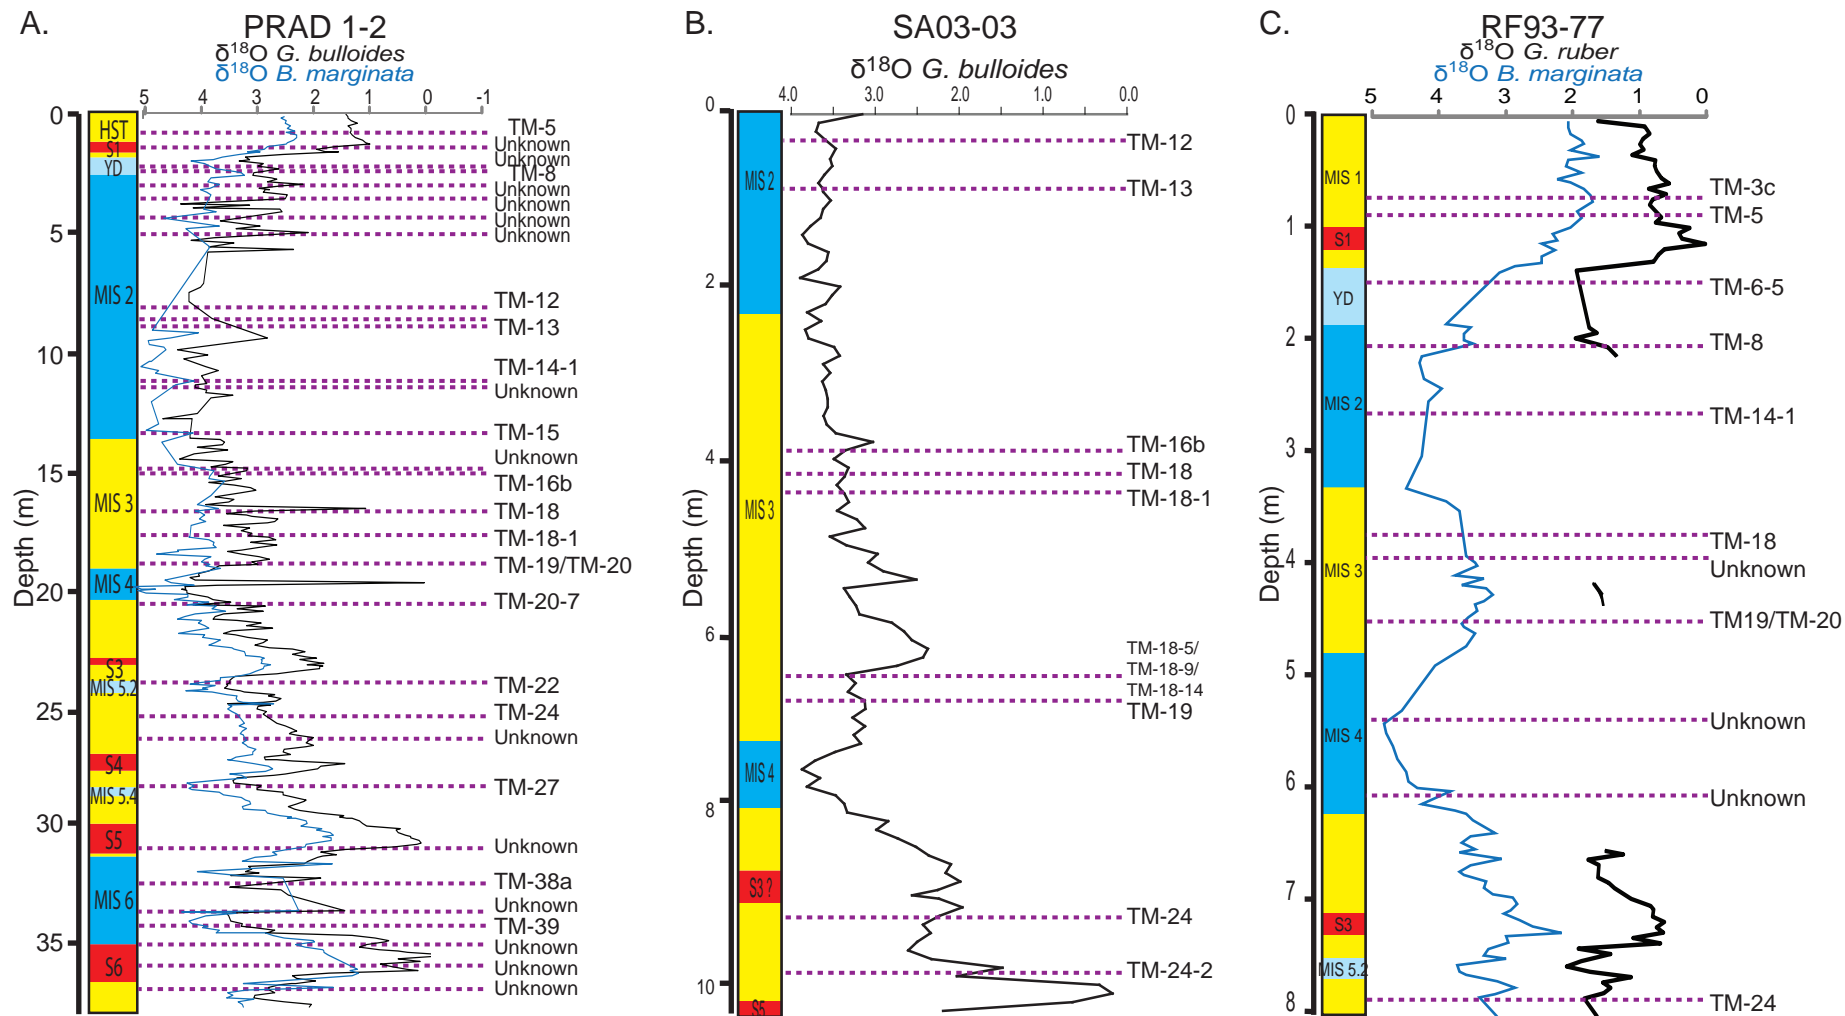 A.
PRAD 1-2
δ18O G. bulloides
δ18O B. marginata
5 4 3 2 1 0 -1
Depth (m)
0
5
10
15
20
25
30
35
HST
S1
YD
MIS 2
MIS 3
MIS 4
S3
MIS 5.2
S4
MIS 5.4
S5
MIS 6
S6
TM-5
Unknown
Unknown
TM-8
Unknown
Unknown
Unknown
Unknown
TM-12
TM-13
TM-14-1
Unknown
TM-15
Unknown
TM-16b
TM-18
TM-18-1
TM-19/TM-20
TM-20-7
TM-22
TM-24
Unknown
TM-27
Unknown
TM-38a
Unknown
TM-39
Unknown
Unknown
Unknown
B.
SA03-03
δ18O G. bulloides
4.0 3.0 2.0 1.0 0.0
Depth (m)
0
2
4
6
8
10
MIS 2
MIS 3
MIS 4
S3 ?
S5
TM-12
TM-13
TM-16b
TM-18
TM-18-1
TM-18-5/
TM-18-9/
TM-18-14
TM-19
TM-24
TM-24-2
C.
RF93-77
δ18O G. ruber
δ18O B. marginata
5 4 3 2 1 0
Depth (m)
0
1
2
3
4
5
6
7
8
MIS 1
S1
YD
MIS 2
MIS 3
MIS 4
S3
MIS 5.2
TM-3c
TM-5
TM-6-5
TM-8
TM-14-1
TM-18
Unknown
TM19/TM-20
Unknown
Unknown
TM-24